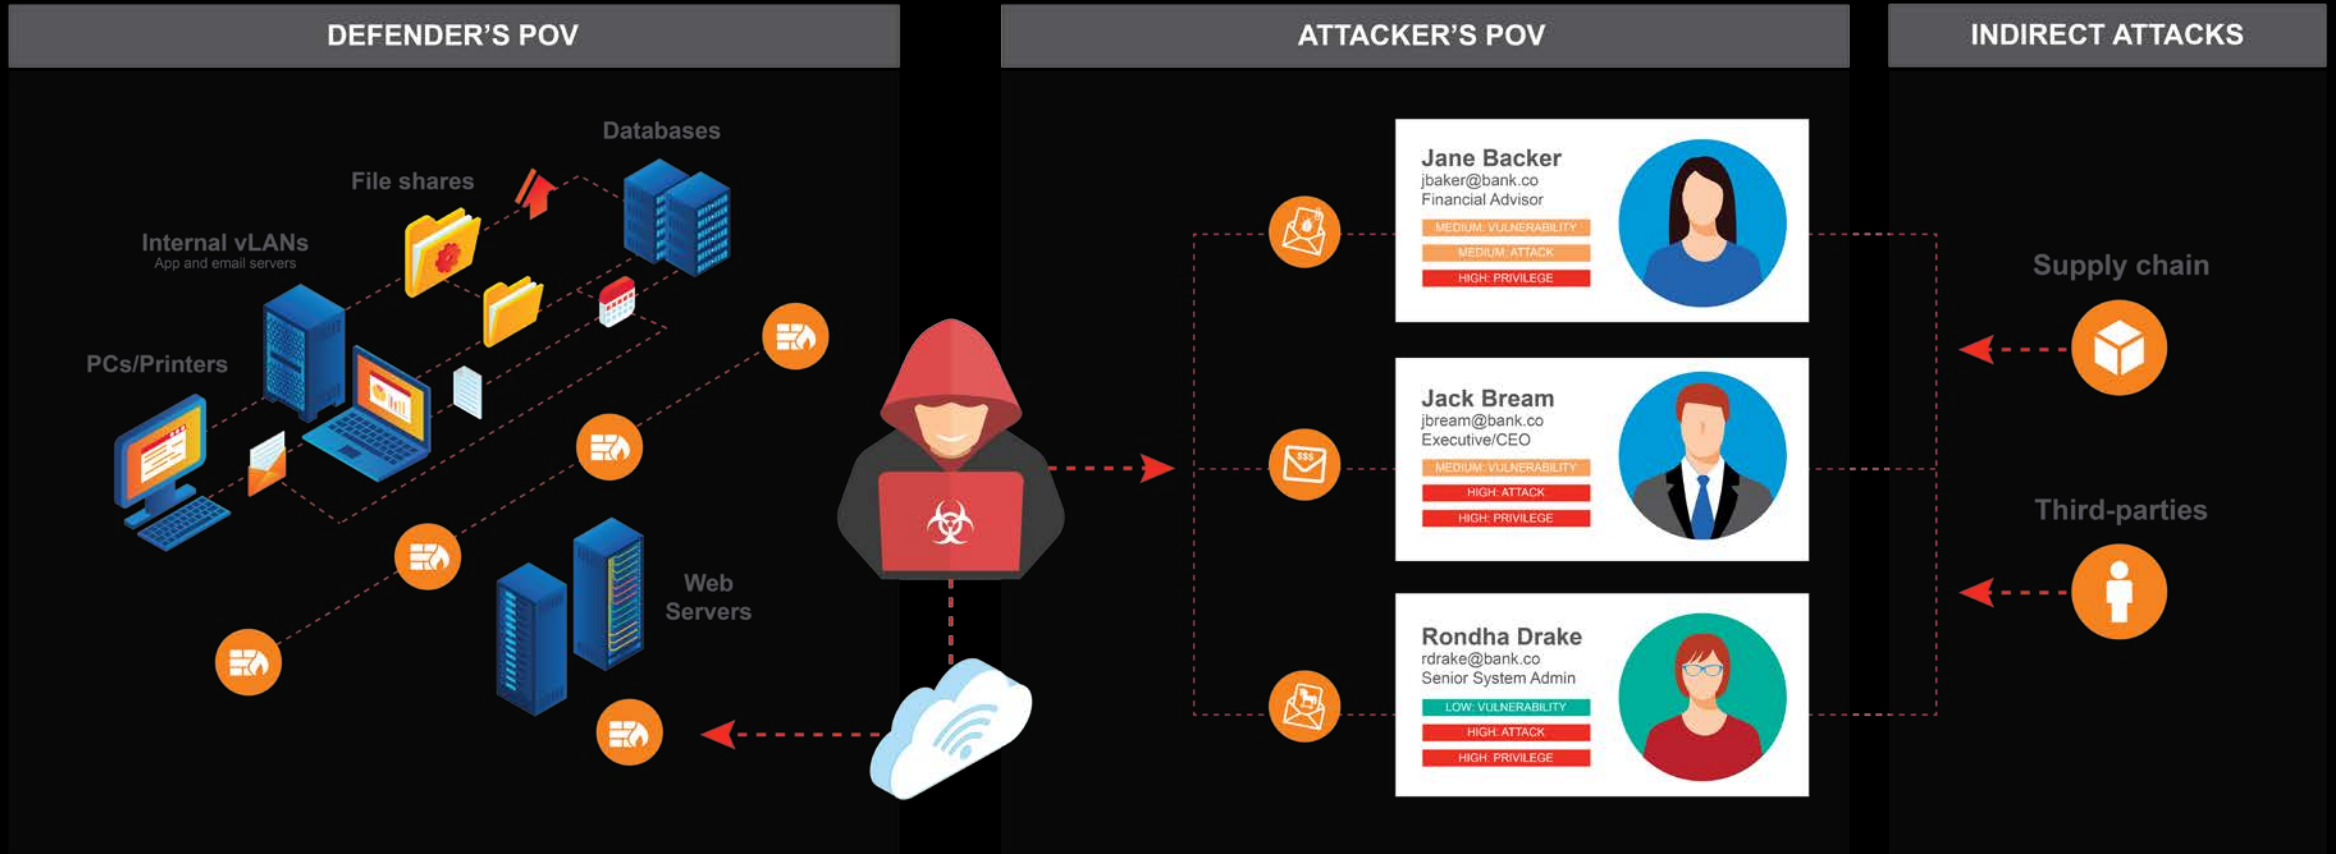 DEFENDER'S POV
Databases
File shares
Internal vLANs
App and email servers
PCs/Printers
Web
Servers
ATTACKER'S POV
Jane Backer
jbaker@bank.co
Financial Advisor
MEDIUM: VULNERABILITY
MEDIUM: ATTACK
HIGH: PRIVILEGE
$$$
Jack Bream
jbream@bank.co
Executive/CEO
MEDIUM: VULNERABILITY
HIGH: ATTACK
HIGH: PRIVILEGE
Rondha Drake
rdrake@bank.co
Senior System Admin
LOW: VULNERABILITY
HIGH: ATTACK
HIGH: PRIVILEGE
INDIRECT ATTACKS
Supply chain
Third-parties